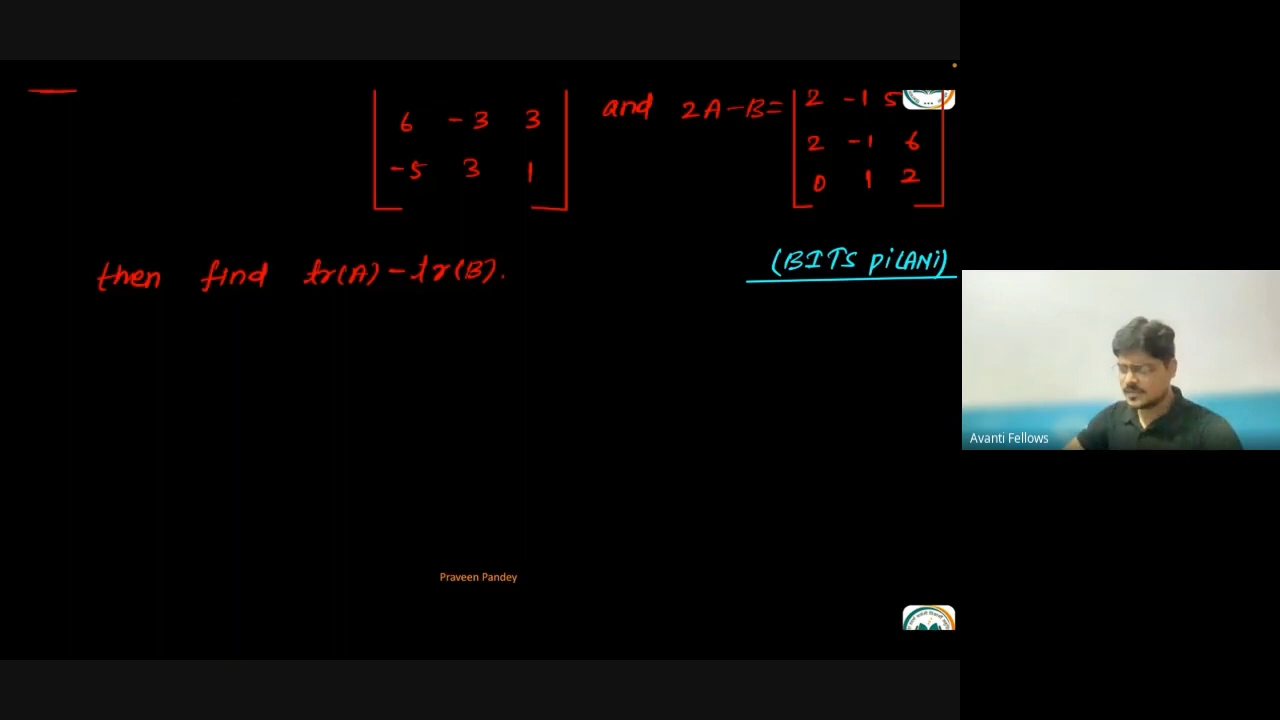 2 -1 5
6 -3 3 and 2A-B= 2 -1 6
-5 3 1 0 1 2
then find tr(A) - tr(B).
(BITS PiLANi)
Avanti Fellows
Praveen Pandey